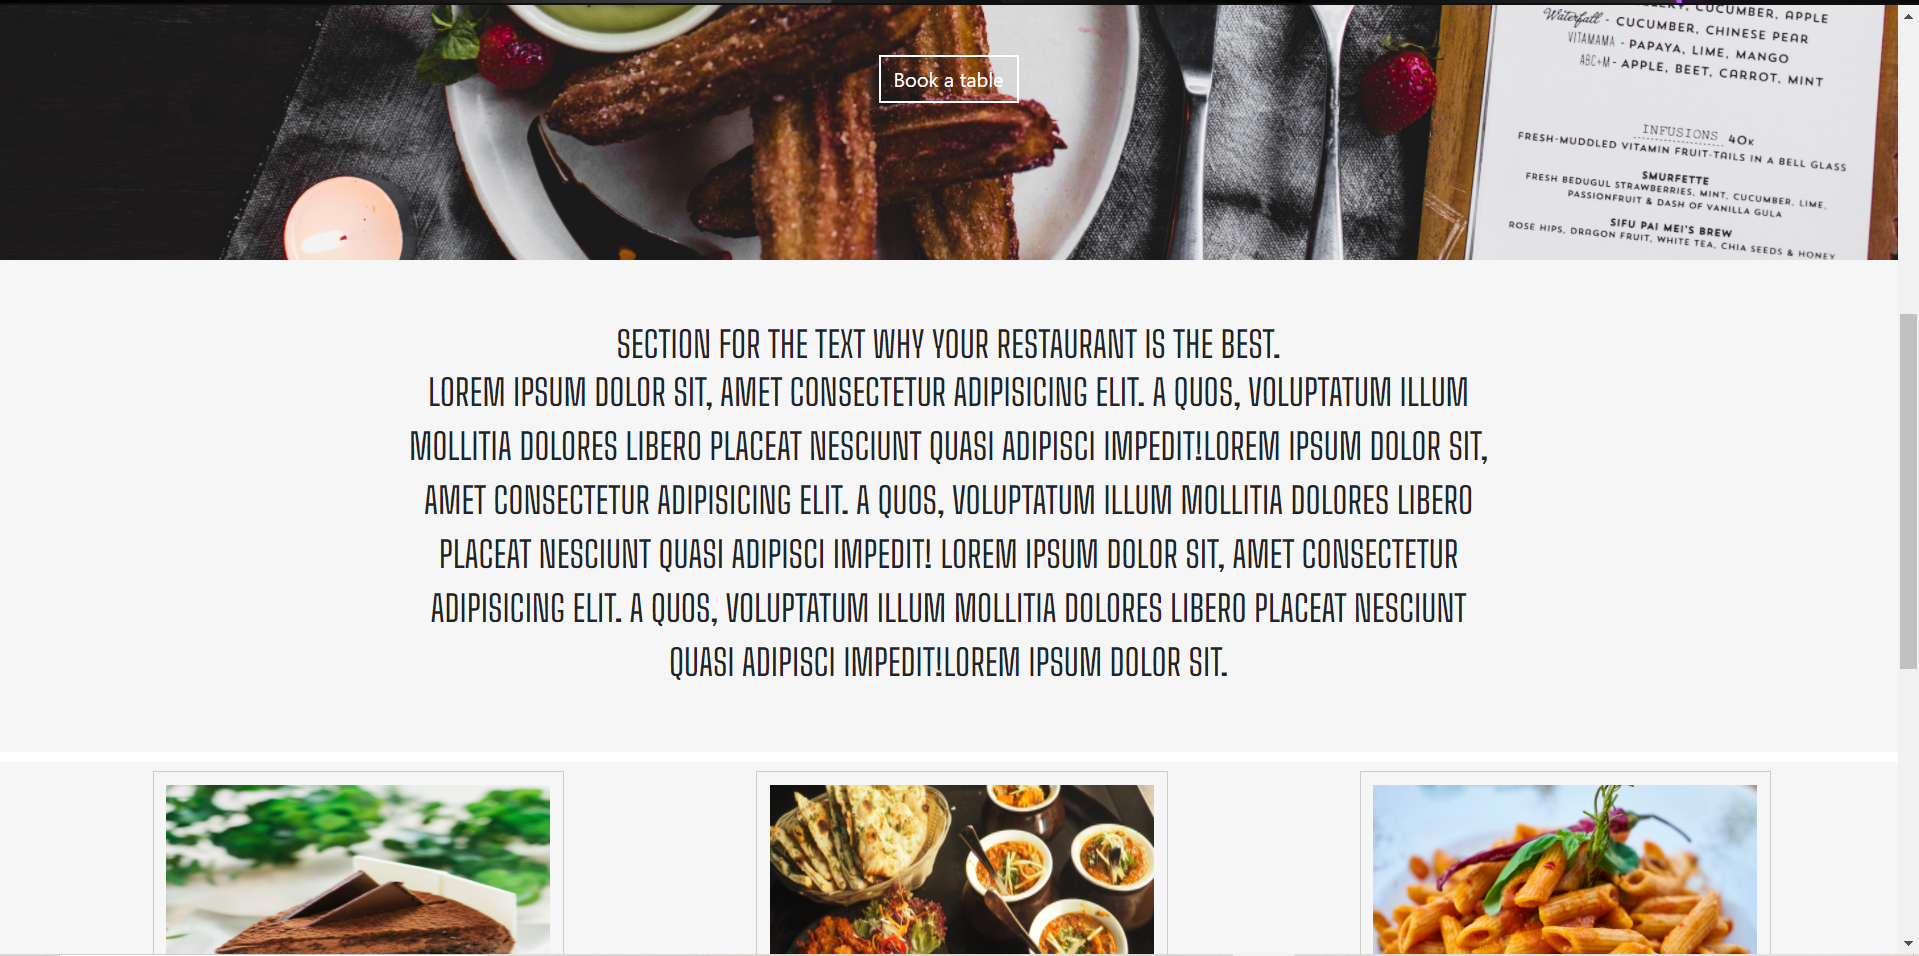 CUCUMBER, APPLE
Waterfall - CUCUMBER, CHINESE PEAR
VITAMAMA - PAPAYA, LIME, MANGO
ABC+M - APPLE, BEET, CARROT, MINT
Book a table
INFUSIONS 40K
FRESH-MUDDLED VITAMIN FRUIT-TAILS IN A BELL GLASS
SMURFETTE
FRESH BEDUGUL STRAWBERRIES, MINT, CUCUMBER, LIME,
PASSIONFRUIT & DASH OF VANILLA GULA
SIFU PAI MEI'S BREW
ROSE HIPS, DRAGON FRUIT, WHITE TEA, CHIA SEEDS & HONEY
SECTION FOR THE TEXT WHY YOUR RESTAURANT IS THE BEST.
LOREM IPSUM DOLOR SIT, AMET CONSECTETUR ADIPISICING ELIT. A QUOS, VOLUPTATUM ILLUM
MOLLITIA DOLORES LIBERO PLACEAT NESCIUNT QUASI ADIPISCI IMPEDIT!LOREM IPSUM DOLOR SIT,
AMET CONSECTETUR ADIPISICING ELIT. A QUOS, VOLUPTATUM ILLUM MOLLITIA DOLORES LIBERO
PLACEAT NESCIUNT QUASI ADIPISCI IMPEDIT! LOREM IPSUM DOLOR SIT, AMET CONSECTETUR
ADIPISICING ELIT. A QUOS, VOLUPTATUM ILLUM MOLLITIA DOLORES LIBERO PLACEAT NESCIUNT
QUASI ADIPISCI IMPEDIT!LOREM IPSUM DOLOR SIT.